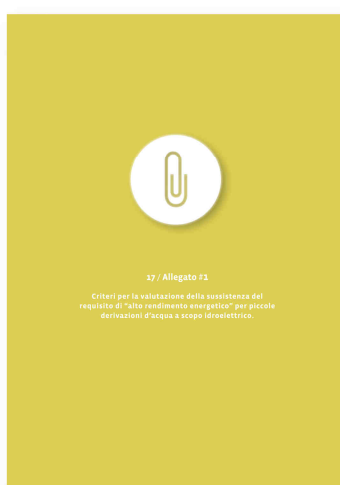 17 / Allegato #1
Criteri per la valutazione della sussistenza del
requisito di “alto rendimento energetico” per piccole
derivazioni d’acqua a scopo idroelettrico.